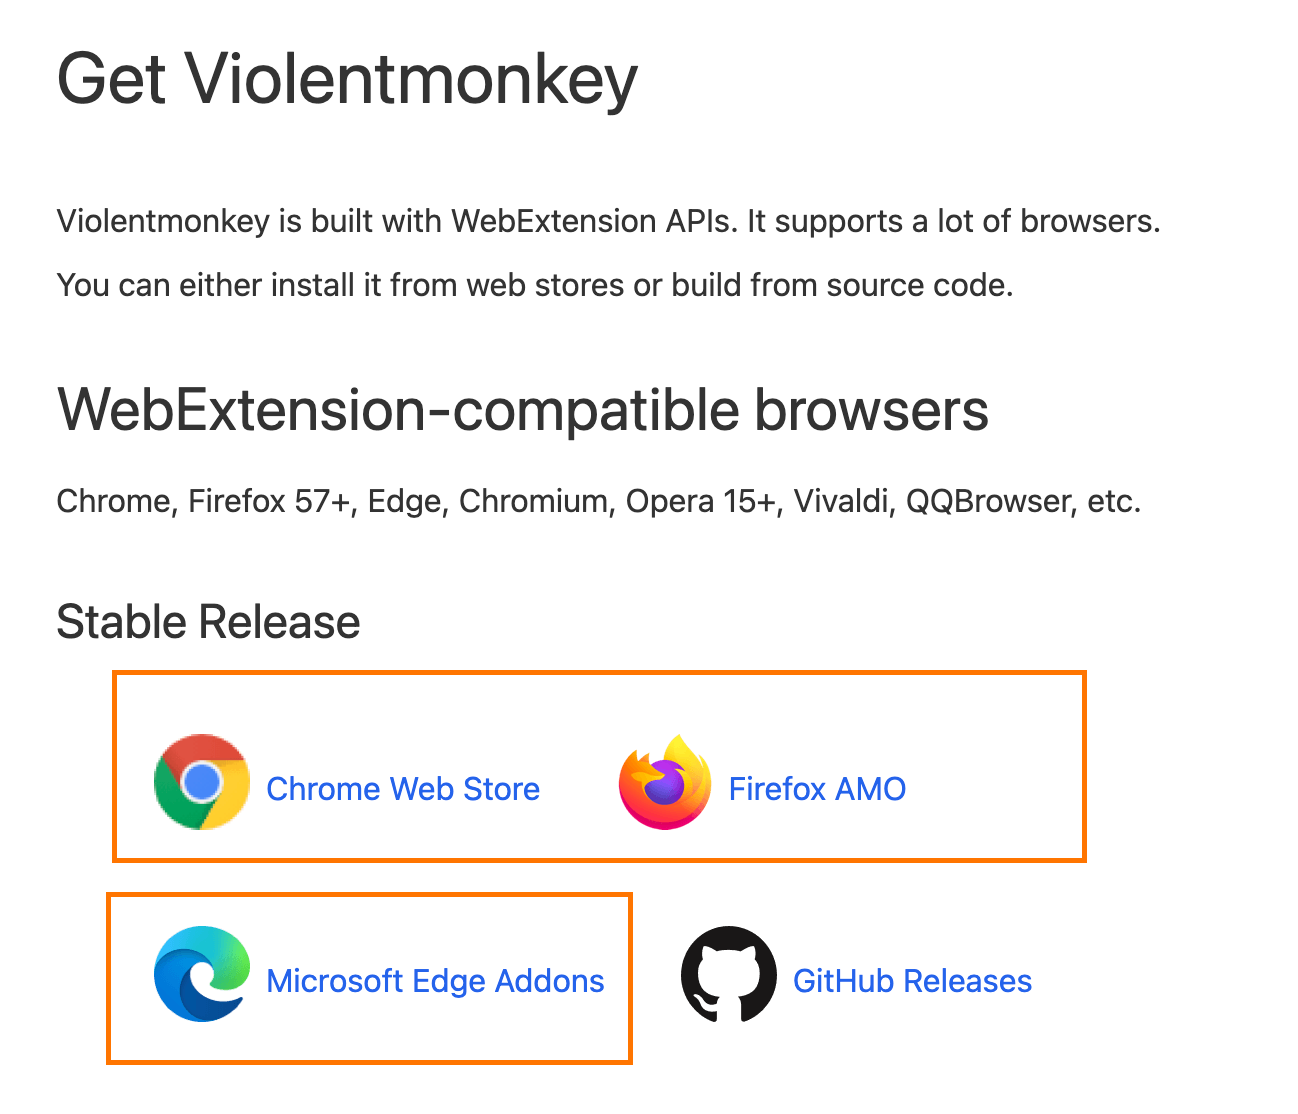 Get Violentmonkey
Violentmonkey is built with WebExtension APIs. It supports a lot of browsers.
You can either install it from web stores or build from source code.
WebExtension-compatible browsers
Chrome, Firefox 57+, Edge, Chromium, Opera 15+, Vivaldi, QQBrowser, etc.
Stable Release
Chrome Web Store
Firefox AMO
Microsoft Edge Addons
GitHub Releases